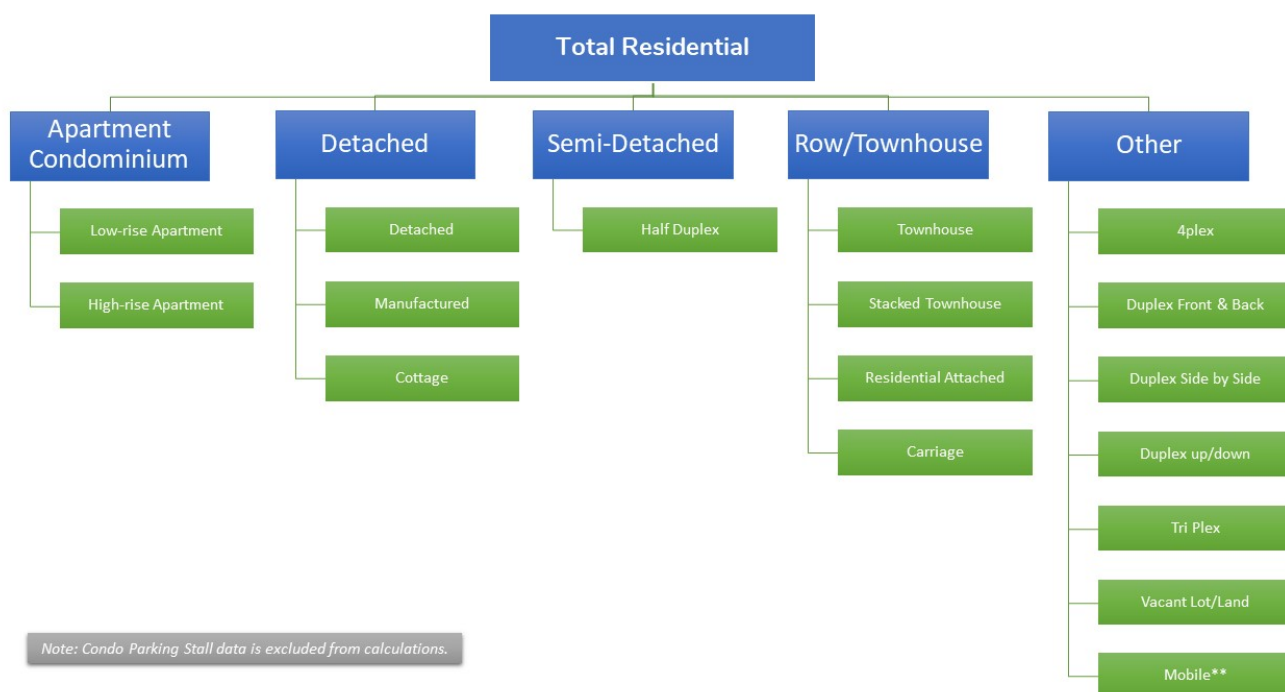 Total Residential
Apartment
Condominium
Detached
Semi-Detached
Row/Townhouse
Other
Low-rise Apartment
High-rise Apartment
Detached
Manufactured
Cottage
Half Duplex
Townhouse
Stacked Townhouse
Residential Attached
Carriage
4plex
Duplex Front & Back
Duplex Side by Side
Duplex up/down
Tri Plex
Vacant Lot/Land
Mobile**
Note: Condo Parking Stall data is excluded from calculations.